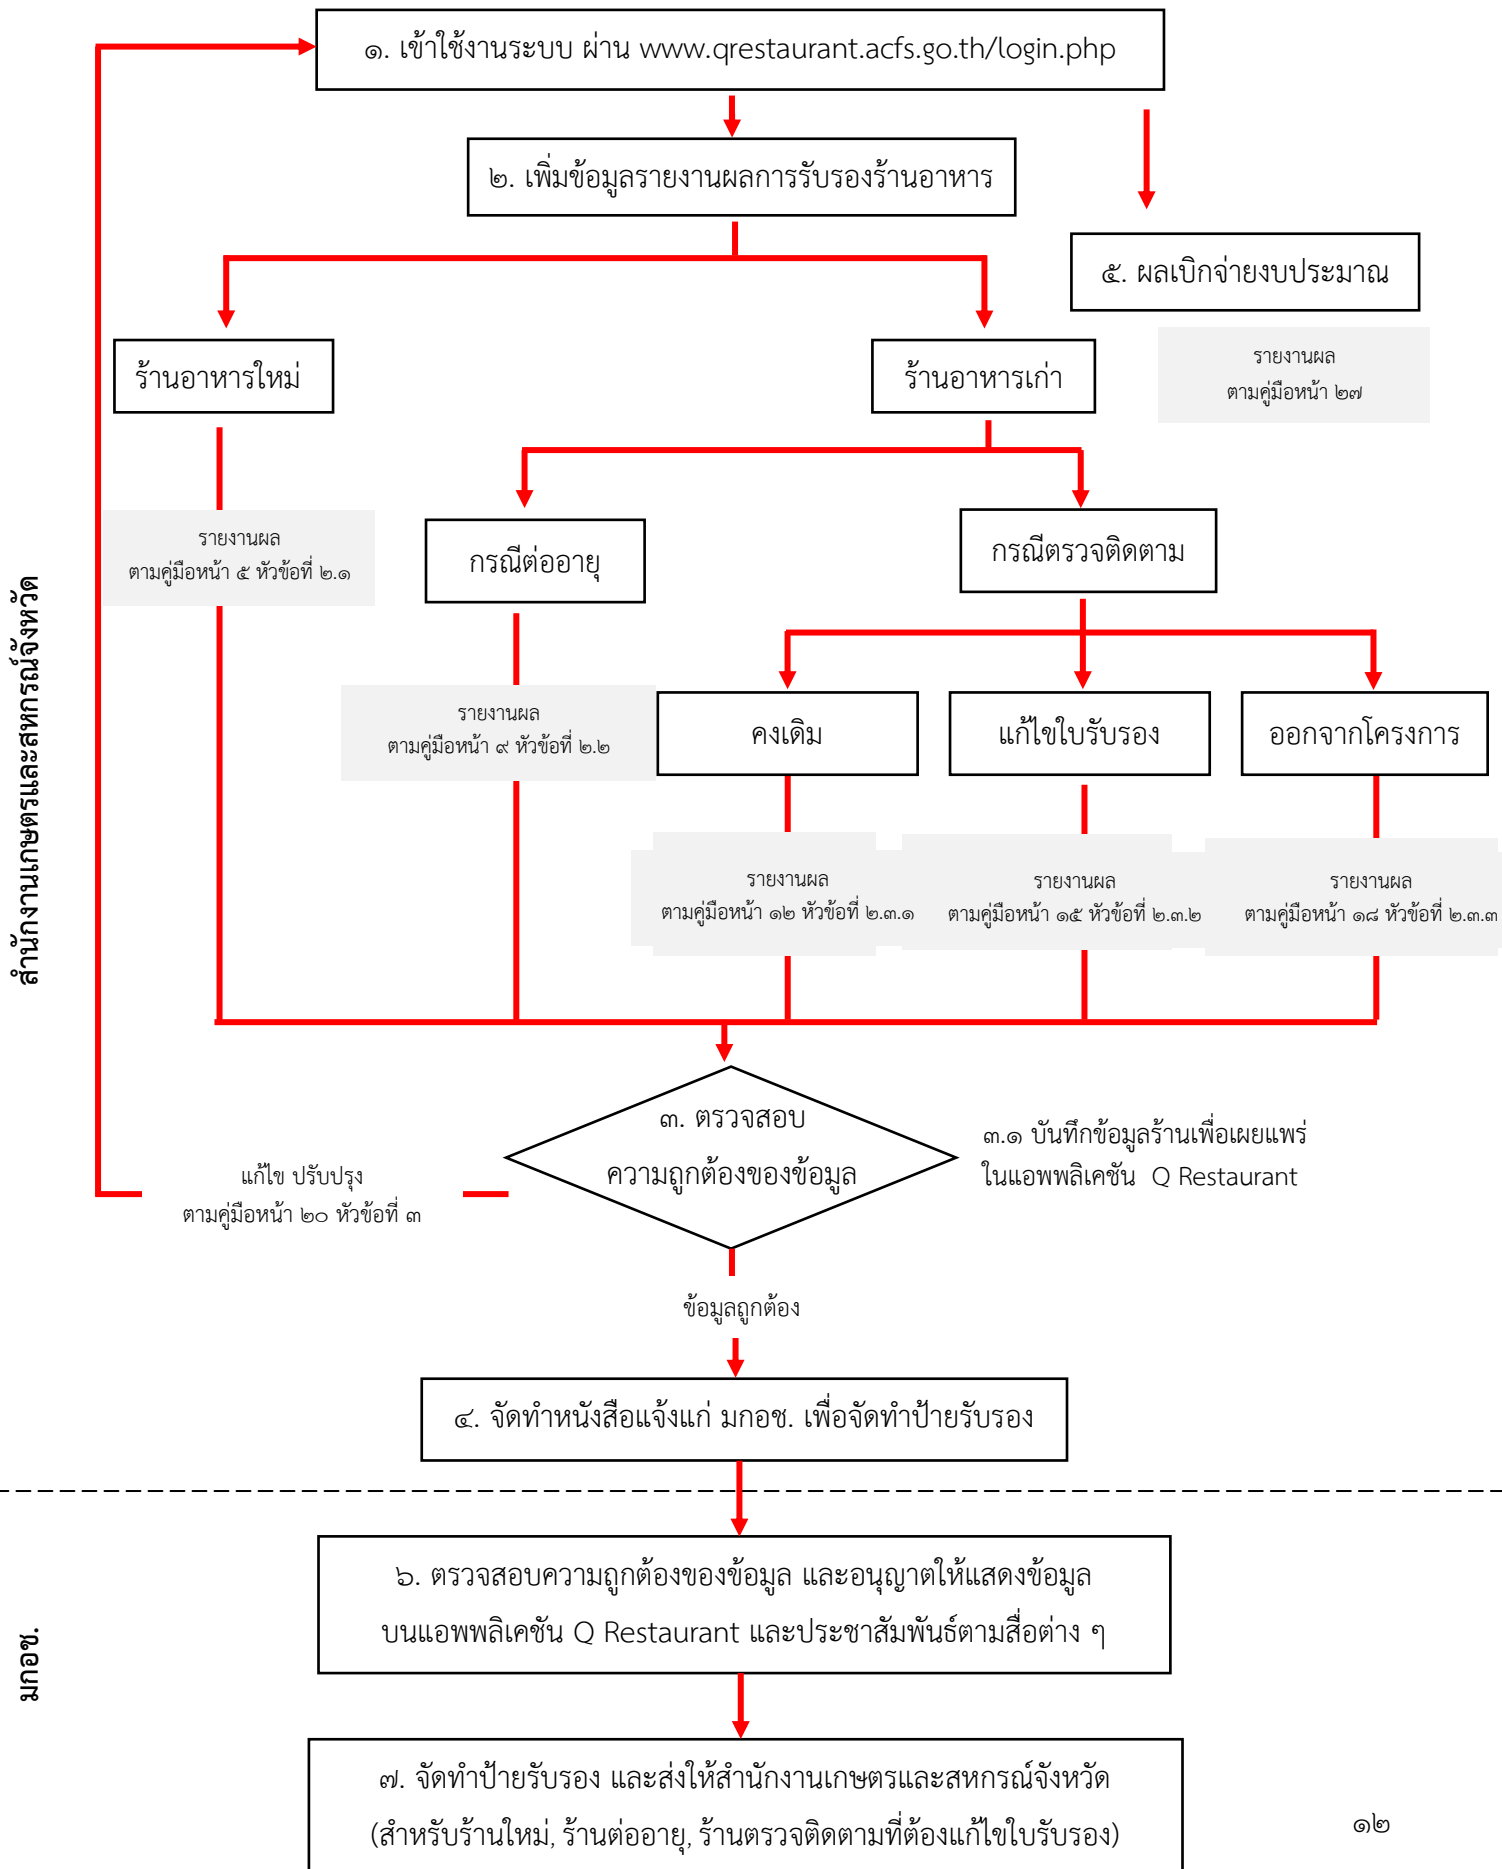 ๑. เข้าใช้งานระบบ ผ่าน www.qrestaurant.acfs.go.th/login.php
๒. เพิ่มข้อมูลรายงานผลการรับรองร้านอาหาร
๕. ผลเบิกจ่ายงบประมาณ
รายงานผล
ตามคู่มือหน้า ๒๗
ร้านอาหารใหม่
ร้านอาหารเก่า
รายงานผล
ตามคู่มือหน้า ๕ หัวข้อที่ ๒.๑
กรณีต่ออายุ
กรณีตรวจติดตาม
รายงานผล
ตามคู่มือหน้า ๙ หัวข้อที่ ๒.๒
คงเดิม
แก้ไขใบรับรอง
ออกจากโครงการ
รายงานผล
ตามคู่มือหน้า ๑๒ หัวข้อที่ ๒.๓.๑
รายงานผล
ตามคู่มือหน้า ๑๕ หัวข้อที่ ๒.๓.๒
รายงานผล
ตามคู่มือหน้า ๑๘ หัวข้อที่ ๒.๓.๓
สำนักงานเกษตรและสหกรณ์จังหวัด
๓. ตรวจสอบ
ความถูกต้องของข้อมูล
๓.๑ บันทึกข้อมูลร้านเพื่อเผยแพร่
ในแอพพลิเคชัน Q Restaurant
แก้ไข ปรับปรุง
ตามคู่มือหน้า ๒๐ หัวข้อที่ ๓
ข้อมูลถูกต้อง
๔. จัดทำหนังสือแจ้งแก่ มกอช. เพื่อจัดทำป้ายรับรอง
๖. ตรวจสอบความถูกต้องของข้อมูล และอนุญาตให้แสดงข้อมูล
บนแอพพลิเคชัน Q Restaurant และประชาสัมพันธ์ตามสื่อต่าง ๆ
มกอช.
๗. จัดทำป้ายรับรอง และส่งให้สำนักงานเกษตรและสหกรณ์จังหวัด
(สำหรับร้านใหม่, ร้านต่ออายุ, ร้านตรวจติดตามที่ต้องแก้ไขใบรับรอง)
๑๒